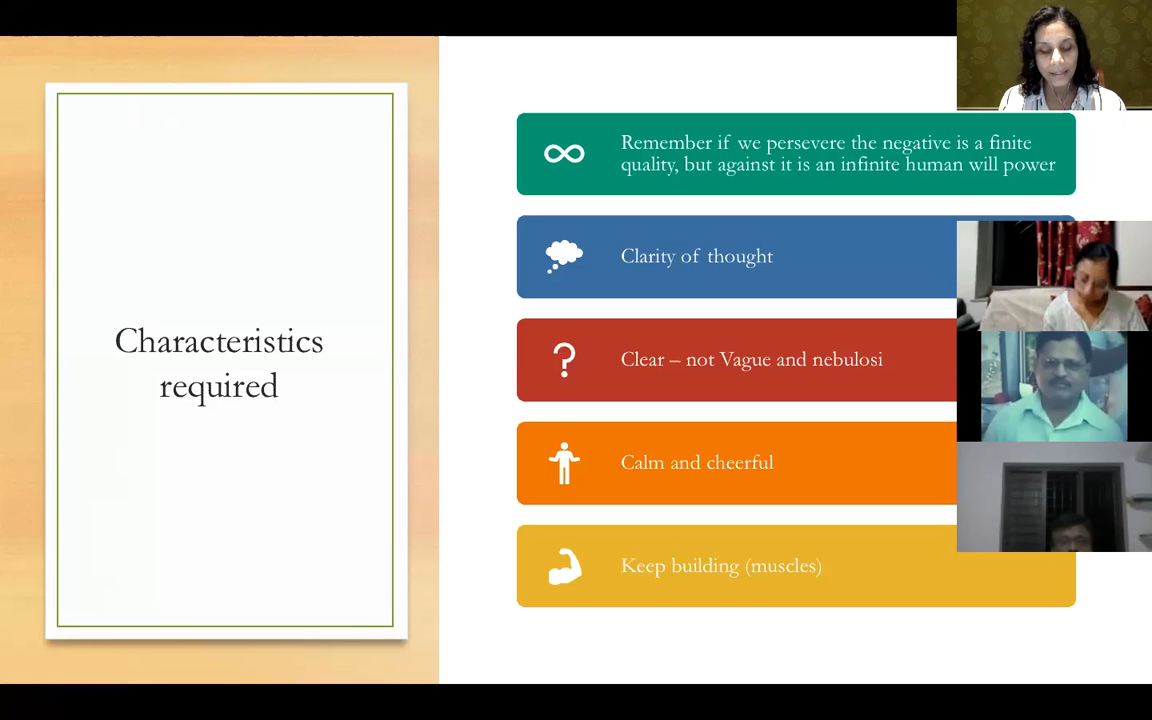 Characteristics
required
Remember if we persevere the negative is a finite
quality, but against it is an infinite human will power
Clarity of thought
Clear – not Vague and nebulosi
Calm and cheerful
Keep building (muscles)